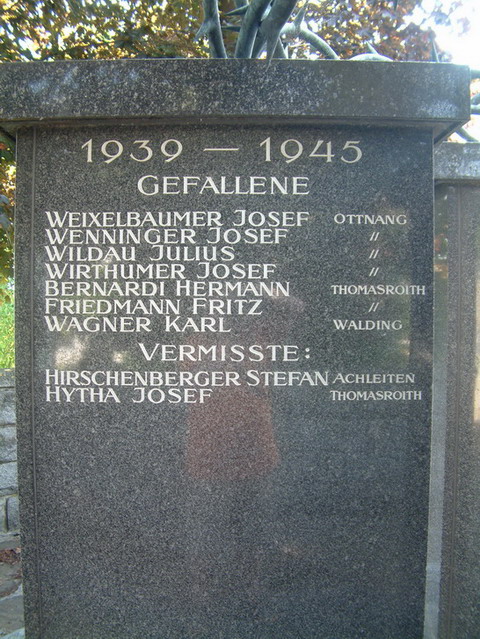 1939 — 1945
GEFALLENE
WEIXELBAUMER JOSEF OTTNANG
WENNINGER JOSEF "
WILDAU JULIUS "
WIRTHUMER JOSEF "
BERNARDI HERMANN THOMASROITH
FRIEDMANN FRITZ "
WAGNER KARL WALDING
VERMISSTE:
HIRSCHENBERGER STEFAN ACHLEITEN
HYTHA JOSEF THOMASROITH